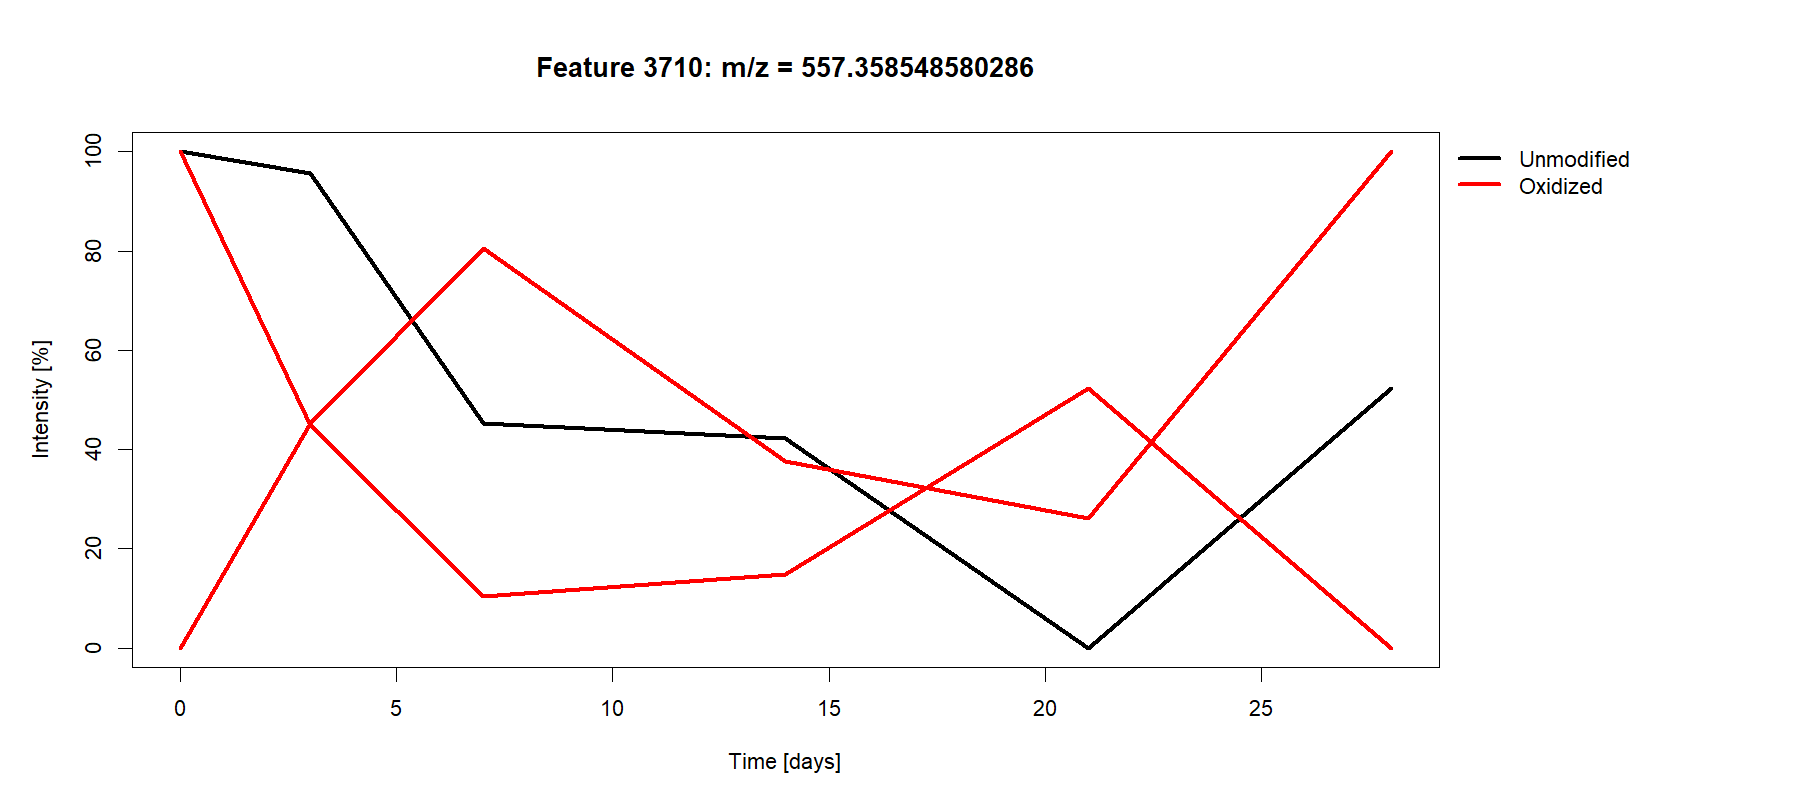 Feature 3710: m/z = 557.358548580286
Unmodified
Oxidized
100
80
60
40
20
0
Intensity [%]
0 5 10 15 20 25
Time [days]